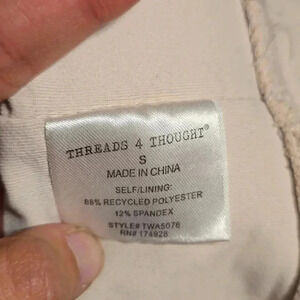 THREADS 4 THOUGHT®
S
MADE IN CHINA
SELF/LINING:
88% RECYCLED POLYESTER
12% SPANDEX
STYLE# TWA5076
RN# 174928